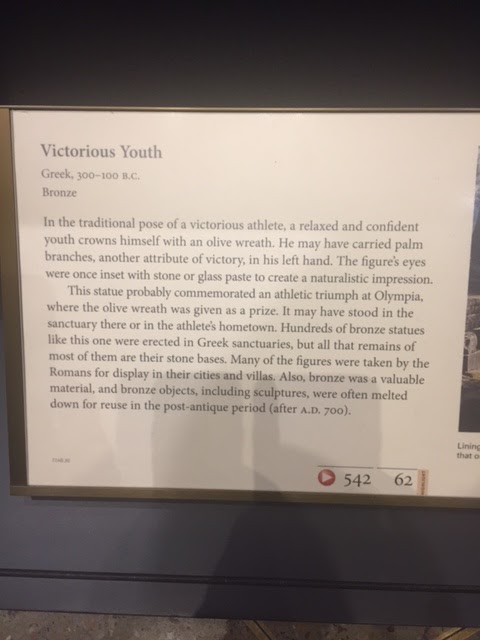 Victorious Youth
Greek, 300–100 B.C.
Bronze
In the traditional pose of a victorious athlete, a relaxed and confident
youth crowns himself with an olive wreath. He may have carried palm
branches, another attribute of victory, in his left hand. The figure's eyes
were once inset with stone or glass paste to create a naturalistic impression.
This statue probably commemorated an athletic triumph at Olympia,
where the olive wreath was given as a prize. It may have stood in the
sanctuary there or in the athlete's hometown. Hundreds of bronze statues
like this one were erected in Greek sanctuaries, but all that remains of
most of them are their stone bases. Many of the figures were taken by the
Romans for display in their cities and villas. Also, bronze was a valuable
material, and bronze objects, including sculptures, were often melted
down for reuse in the post-antique period (after A.D. 700).
542 62
Lining
that o